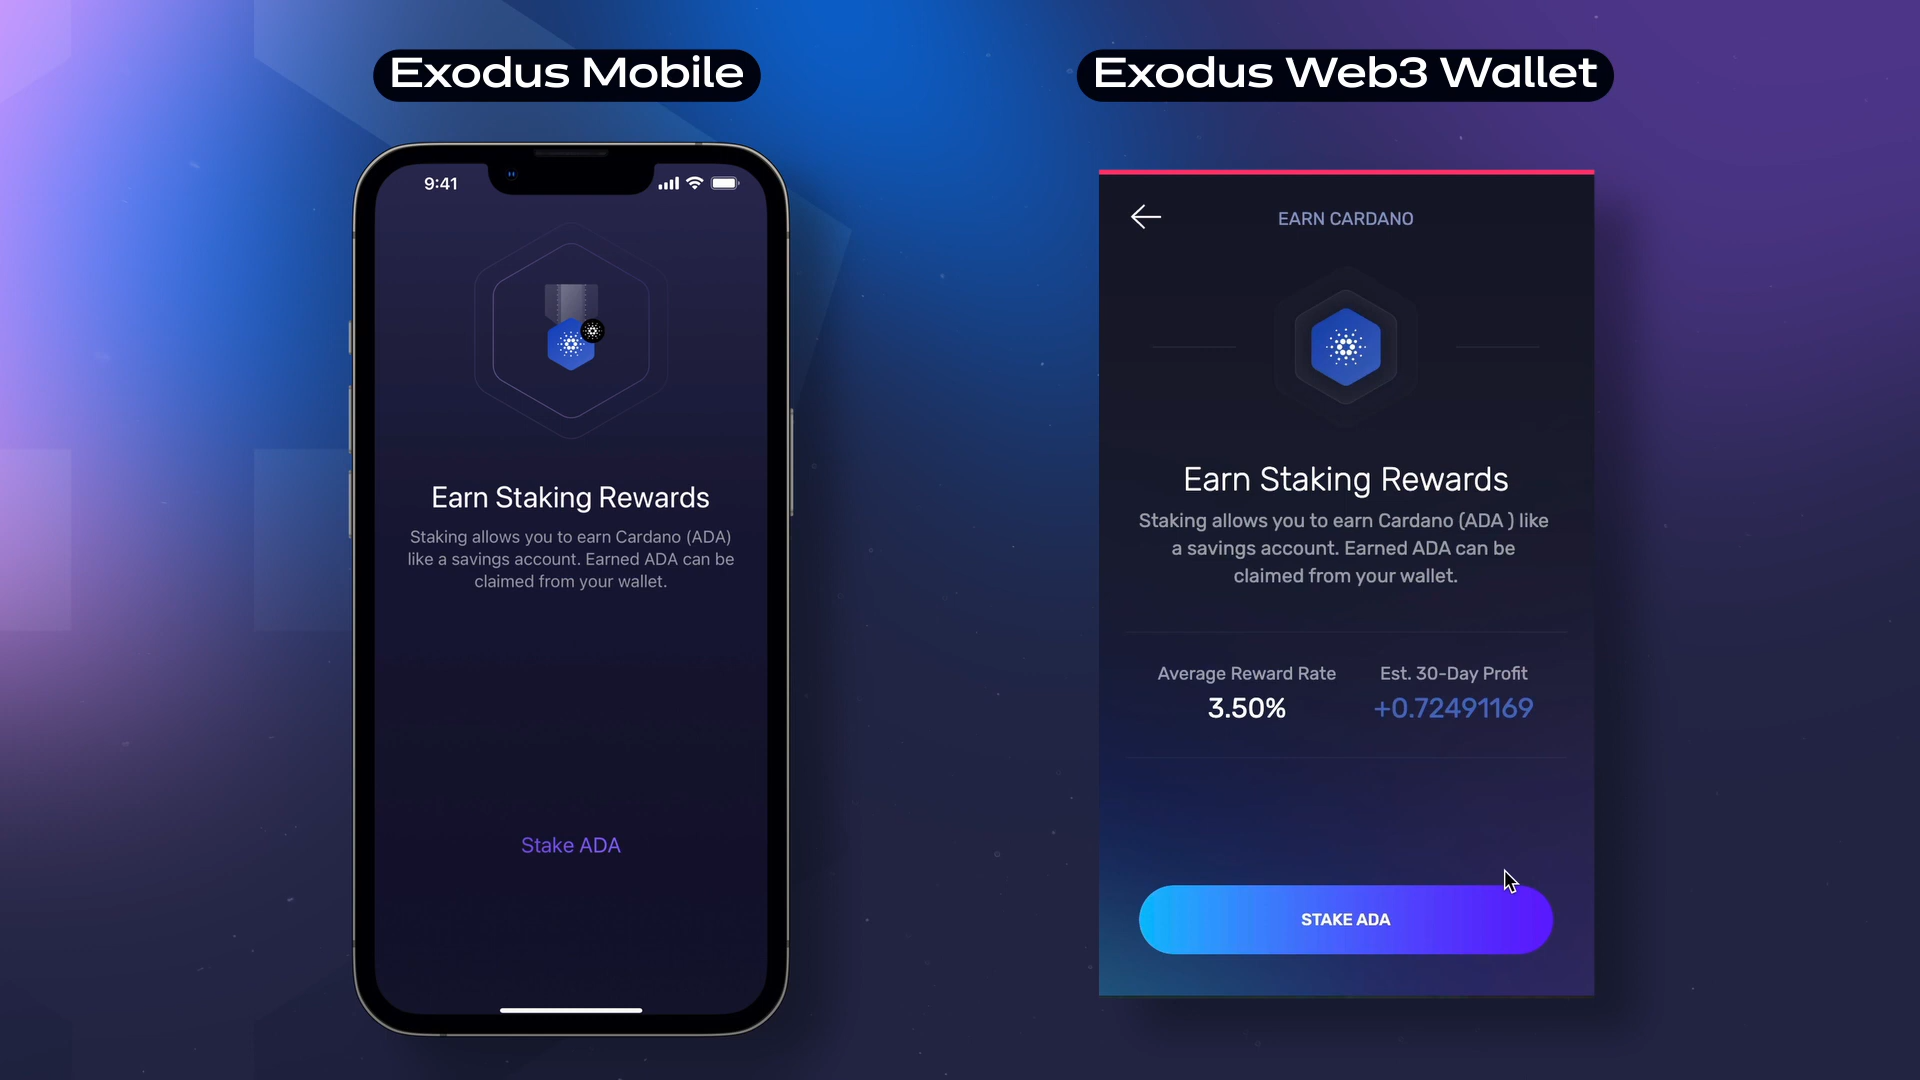 Exodus Mobile
9:41
Earn Staking Rewards
Staking allows you to earn Cardano (ADA)
like a savings account. Earned ADA can be
claimed from your wallet.
Stake ADA
Exodus Web3 Wallet
EARN CARDANO
Earn Staking Rewards
Staking allows you to earn Cardano (ADA ) like
a savings account. Earned ADA can be
claimed from your wallet.
Average Reward Rate
3.50%
Est. 30-Day Profit
+0.72491169
STAKE ADA